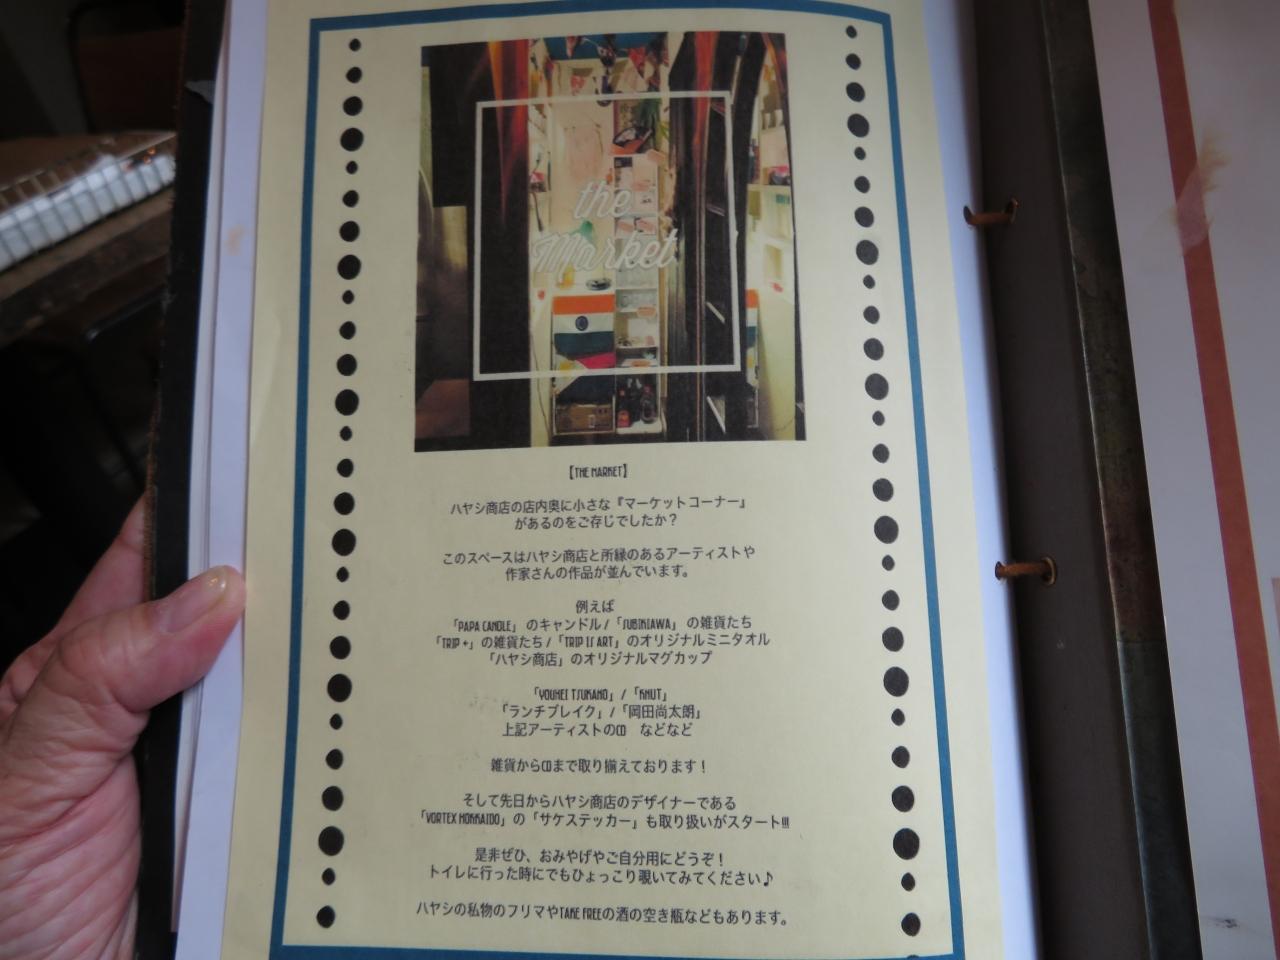 the
Market
【THE MARKET】
ハヤシ商店の店内奥に小さな『マーケットコーナー』
があるのをご存じでしたか？
このスペースはハヤシ商店と所縁のあるアーティストや
作家さんの作品が並んでいます。
例えば
「PAPA CANDLE」 のキャンドル / 「SUBIKIAWA」 の雑貨たち
「TRIP +」の雑貨たち / 「TRIP IS ART」のオリジナルミニタオル
「ハヤシ商店」のオリジナルマグカップ
「YOUHEI TSUKANO」 / 「KNUT」
「ランチブレイク」 / 「岡田尚太朗」
上記アーティストのCD　などなど
雑貨からCDまで取り揃えております！
そして先日からハヤシ商店のデザイナーである
「VORTEX HOKKAIDO」の「サケステッカー」も取り扱いがスタート!!!
是非ぜひ、おみやげやご自分用にどうぞ！
トイレに行った時にでもひょっこり覗いてみてください♪
ハヤシの私物のフリマやTAKE FREEの酒の空き瓶などもあります。